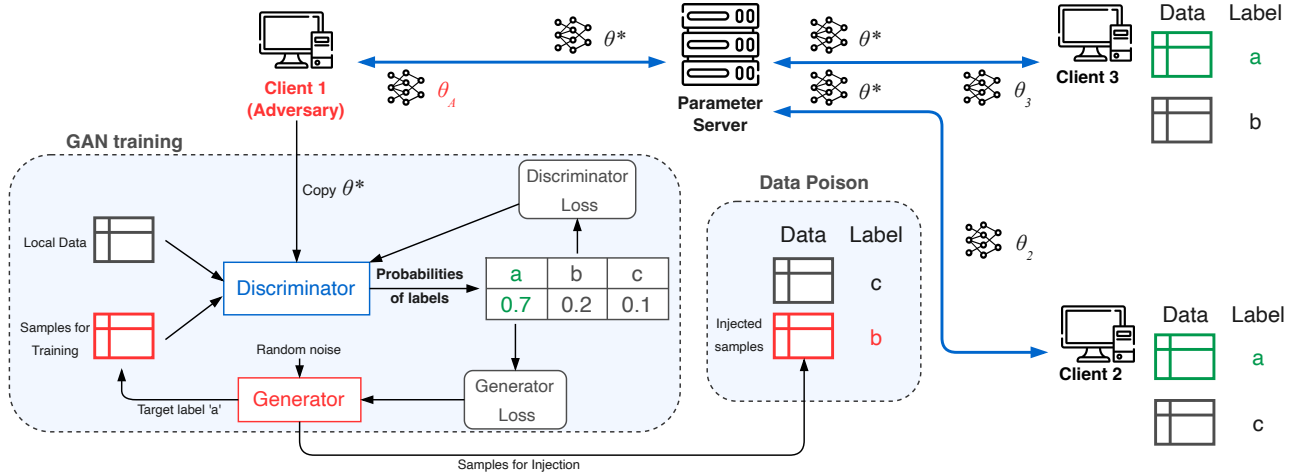 Data Label
θ* θ*
a
Client 1
(Adversary)
θA
Parameter
Server
θ*
θ3
Client 3
b
GAN training
Copy θ*
Discriminator
Loss
Data Poison
Local Data
Data Label
θ2
Discriminator
Probabilities
of labels
a b c
0.7 0.2 0.1
c
Samples for
Training
Injected
samples
b
Random noise
Generator
Generator
Loss
Target label 'a'
Client 2
Data Label
a
c
Samples for Injection